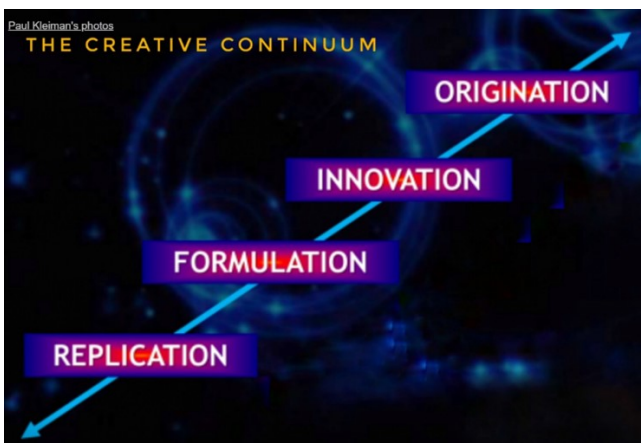 Paul Kleiman's photos
THE CREATIVE CONTINUUM
ORIGINATION
INNOVATION
FORMULATION
REPLICATION